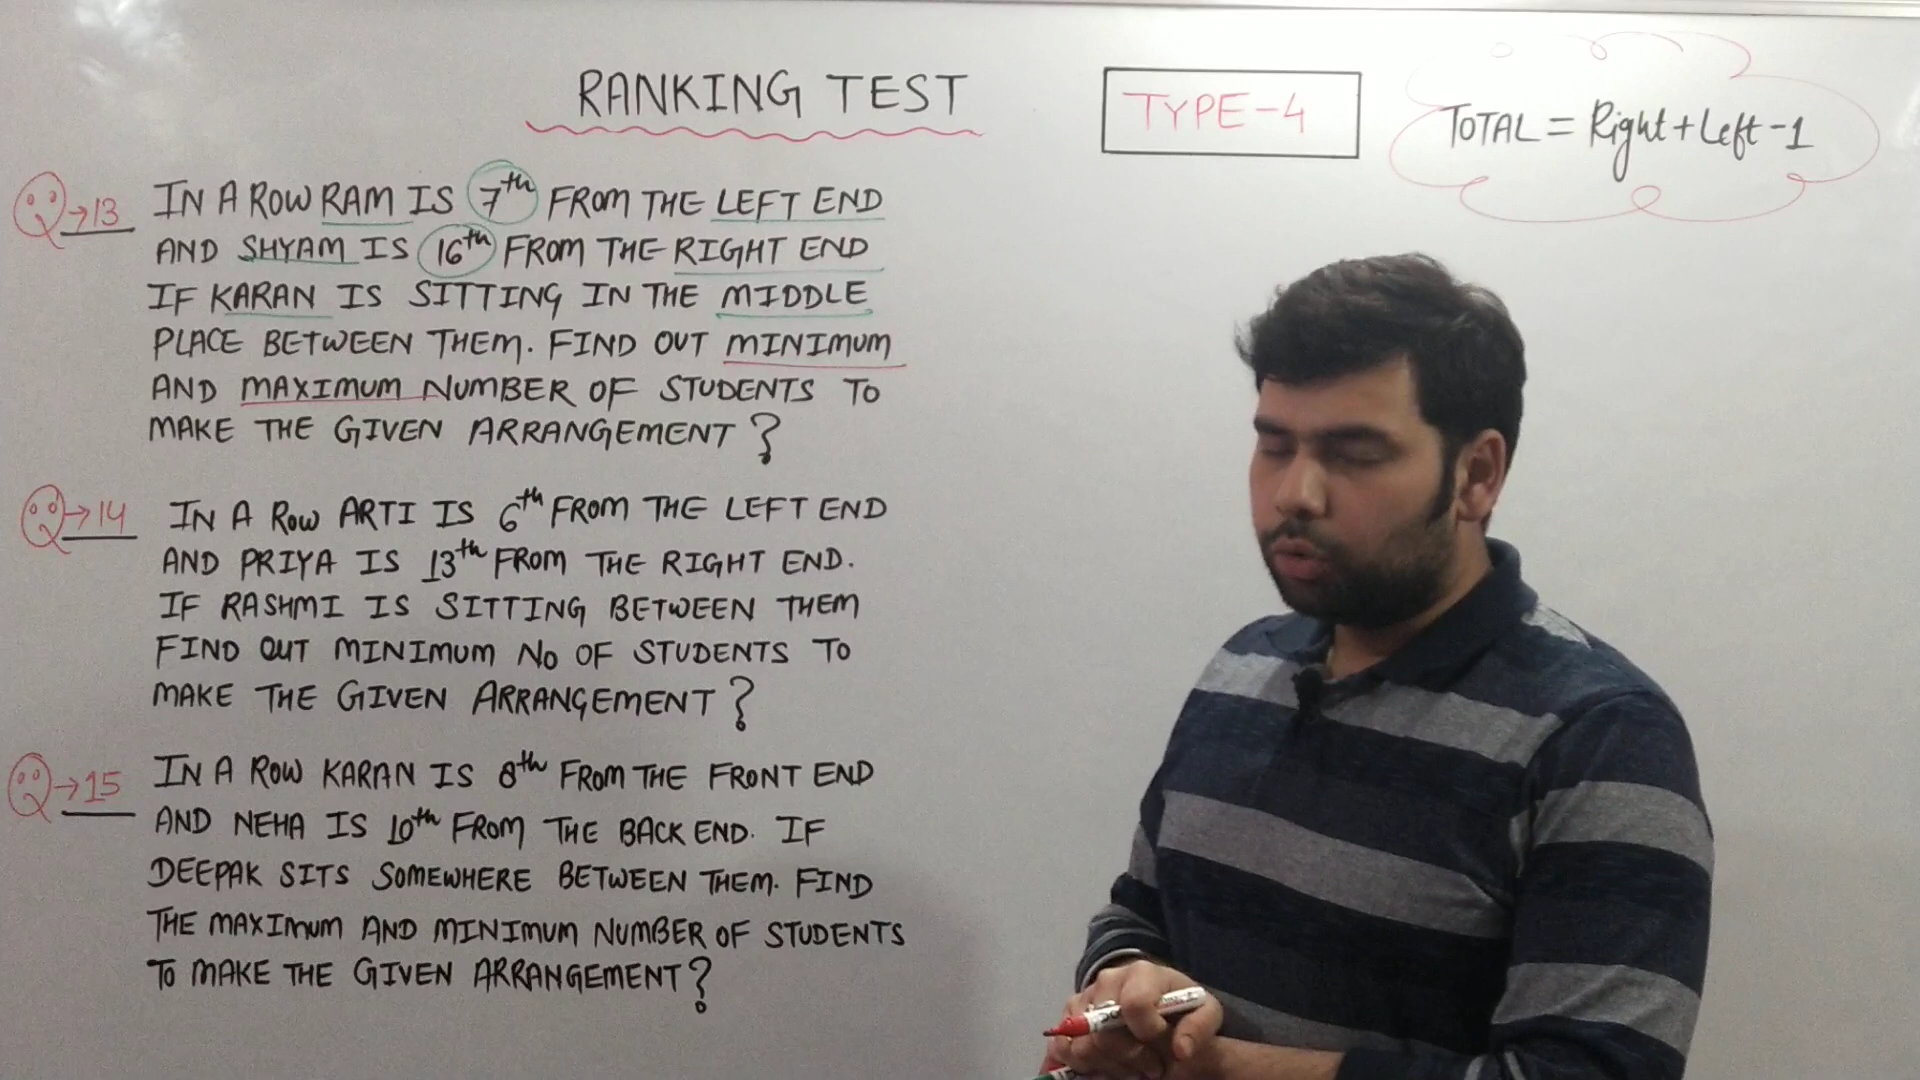 RANKING TEST
TYPE-4
TOTAL = Right + Left - 1
Q→13 IN A ROW RAM IS 7th FROM THE LEFT END
AND SHYAM IS 16th FROM THE RIGHT END
IF KARAN IS SITTING IN THE MIDDLE
PLACE BETWEEN THEM. FIND OUT MINIMUM
AND MAXIMUM NUMBER OF STUDENTS TO
MAKE THE GIVEN ARRANGEMENT?
Q→14 IN A ROW ARTI IS 6th FROM THE LEFT END
AND PRIYA IS 13th FROM THE RIGHT END.
IF RASHMI IS SITTING BETWEEN THEM
FIND OUT MINIMUM NO OF STUDENTS TO
MAKE THE GIVEN ARRANGEMENT?
Q→15 IN A ROW KARAN IS 8th FROM THE FRONT END
AND NEHA IS 10th FROM THE BACK END. IF
DEEPAK SITS SOMEWHERE BETWEEN THEM. FIND
THE MAXIMUM AND MINIMUM NUMBER OF STUDENTS
TO MAKE THE GIVEN ARRANGEMENT?